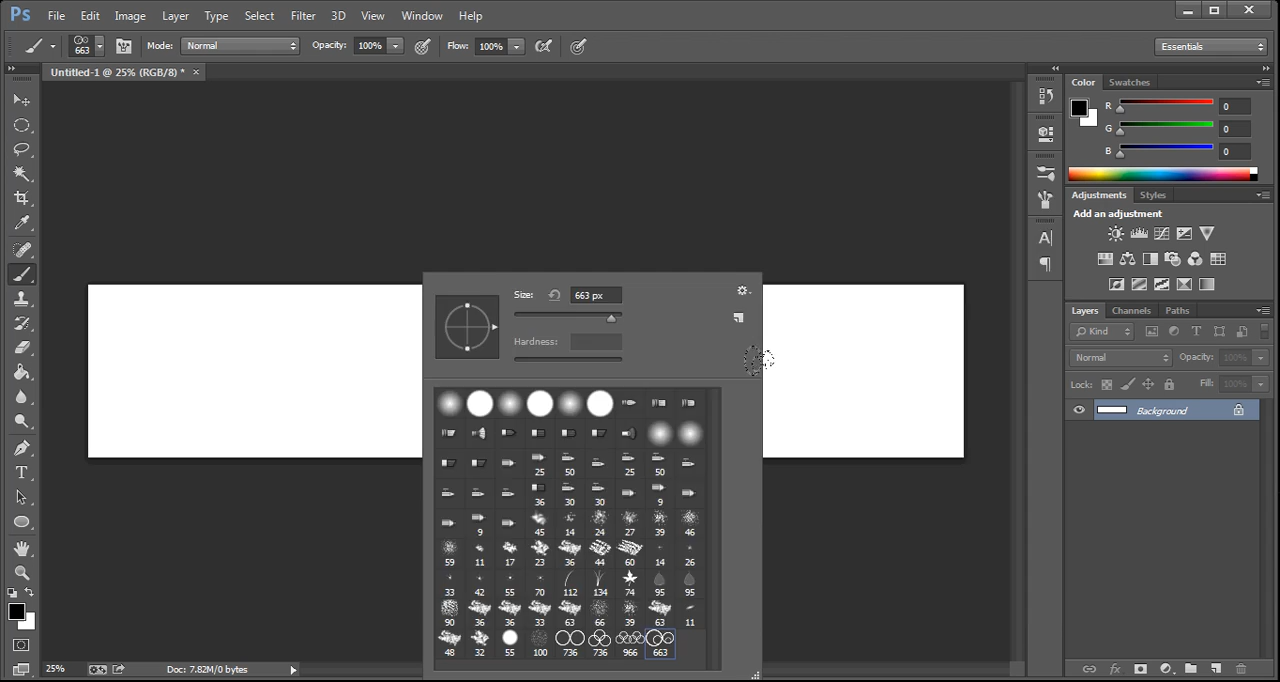 Ps File Edit Image Layer Type Select Filter 3D View Window Help
663 Mode: Normal Opacity: 100% Flow: 100% Essentials
Untitled-1 @ 25% (RGB/8) * ×
Color Swatches
R 0
G 0
B 0
Adjustments Styles
Add an adjustment
Layers Channels Paths
Kind
Normal Opacity: 100%
Lock: Fill: 100%
Background
Size: 663 px
Hardness:
25 50 25 50
36 30 30 9
9 45 14 24 27 39 46
59 11 17 23 36 44 60 14 26
33 42 55 70 112 134 74 95 95
90 36 36 33 63 66 39 63 11
48 32 55 100 736 736 966 663
25% Doc: 7.82M/0 bytes